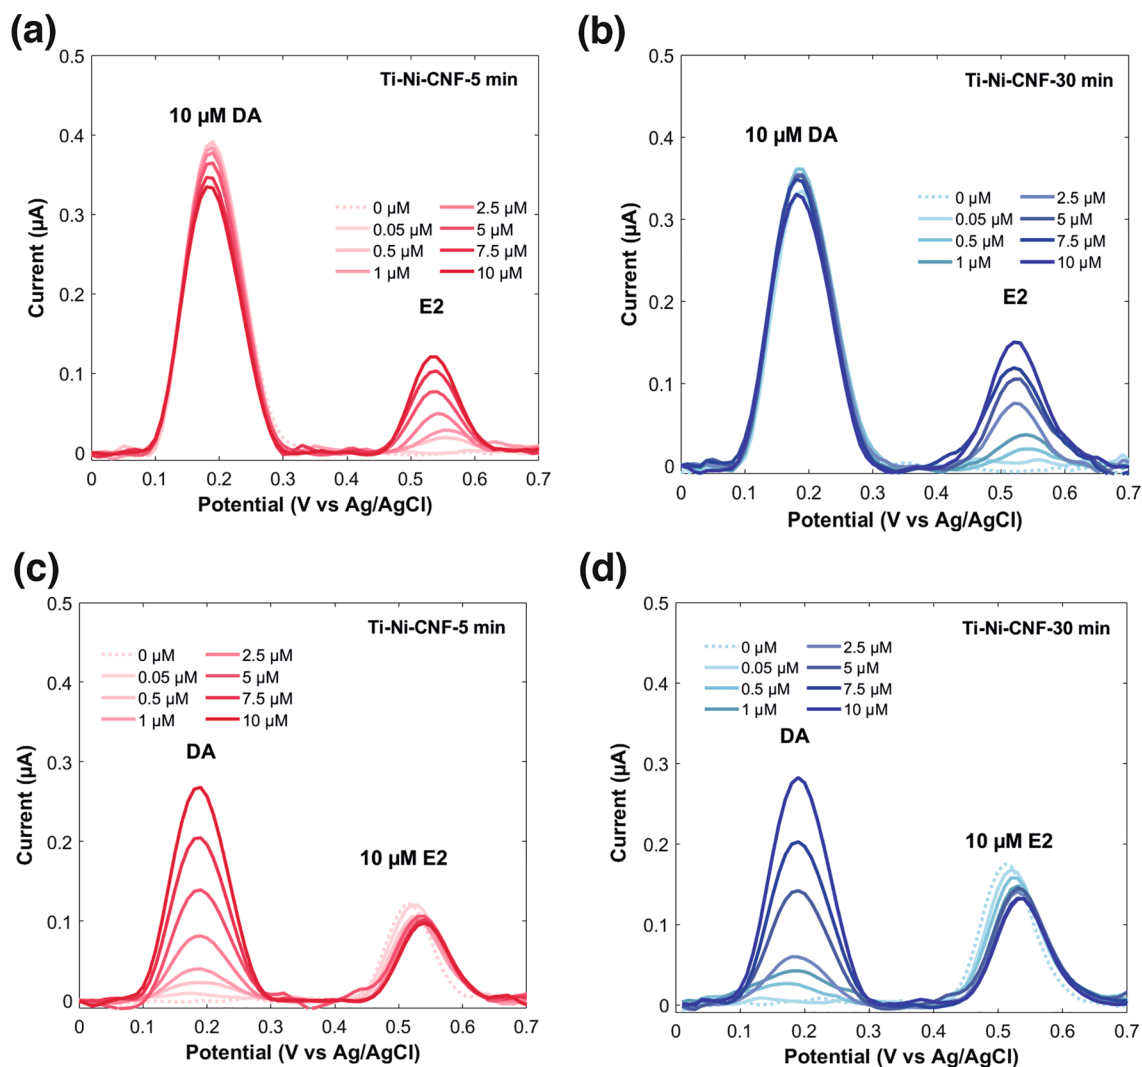 (a)
Ti-Ni-CNF-5 min
10 µM DA
0 µM
0.05 µM
0.5 µM
1 µM
2.5 µM
5 µM
7.5 µM
10 µM
E2
0.5
0.4
0.3
0.2
0.1
0
Current (µA)
0 0.1 0.2 0.3 0.4 0.5 0.6 0.7
Potential (V vs Ag/AgCl)
(b)
Ti-Ni-CNF-30 min
10 µM DA
0 µM
0.05 µM
0.5 µM
1 µM
2.5 µM
5 µM
7.5 µM
10 µM
E2
0.5
0.4
0.3
0.2
0.1
0
Current (µA)
0 0.1 0.2 0.3 0.4 0.5 0.6 0.7
Potential (V vs Ag/AgCl)
(c)
Ti-Ni-CNF-5 min
0 µM
0.05 µM
0.5 µM
1 µM
2.5 µM
5 µM
7.5 µM
10 µM
DA
10 µM E2
0.5
0.4
0.3
0.2
0.1
0
Current (µA)
0 0.1 0.2 0.3 0.4 0.5 0.6 0.7
Potential (V vs Ag/AgCl)
(d)
Ti-Ni-CNF-30 min
0 µM
0.05 µM
0.5 µM
1 µM
2.5 µM
5 µM
7.5 µM
10 µM
DA
10 µM E2
0.5
0.4
0.3
0.2
0.1
0
Current (µA)
0 0.1 0.2 0.3 0.4 0.5 0.6 0.7
Potential (V vs Ag/AgCl)